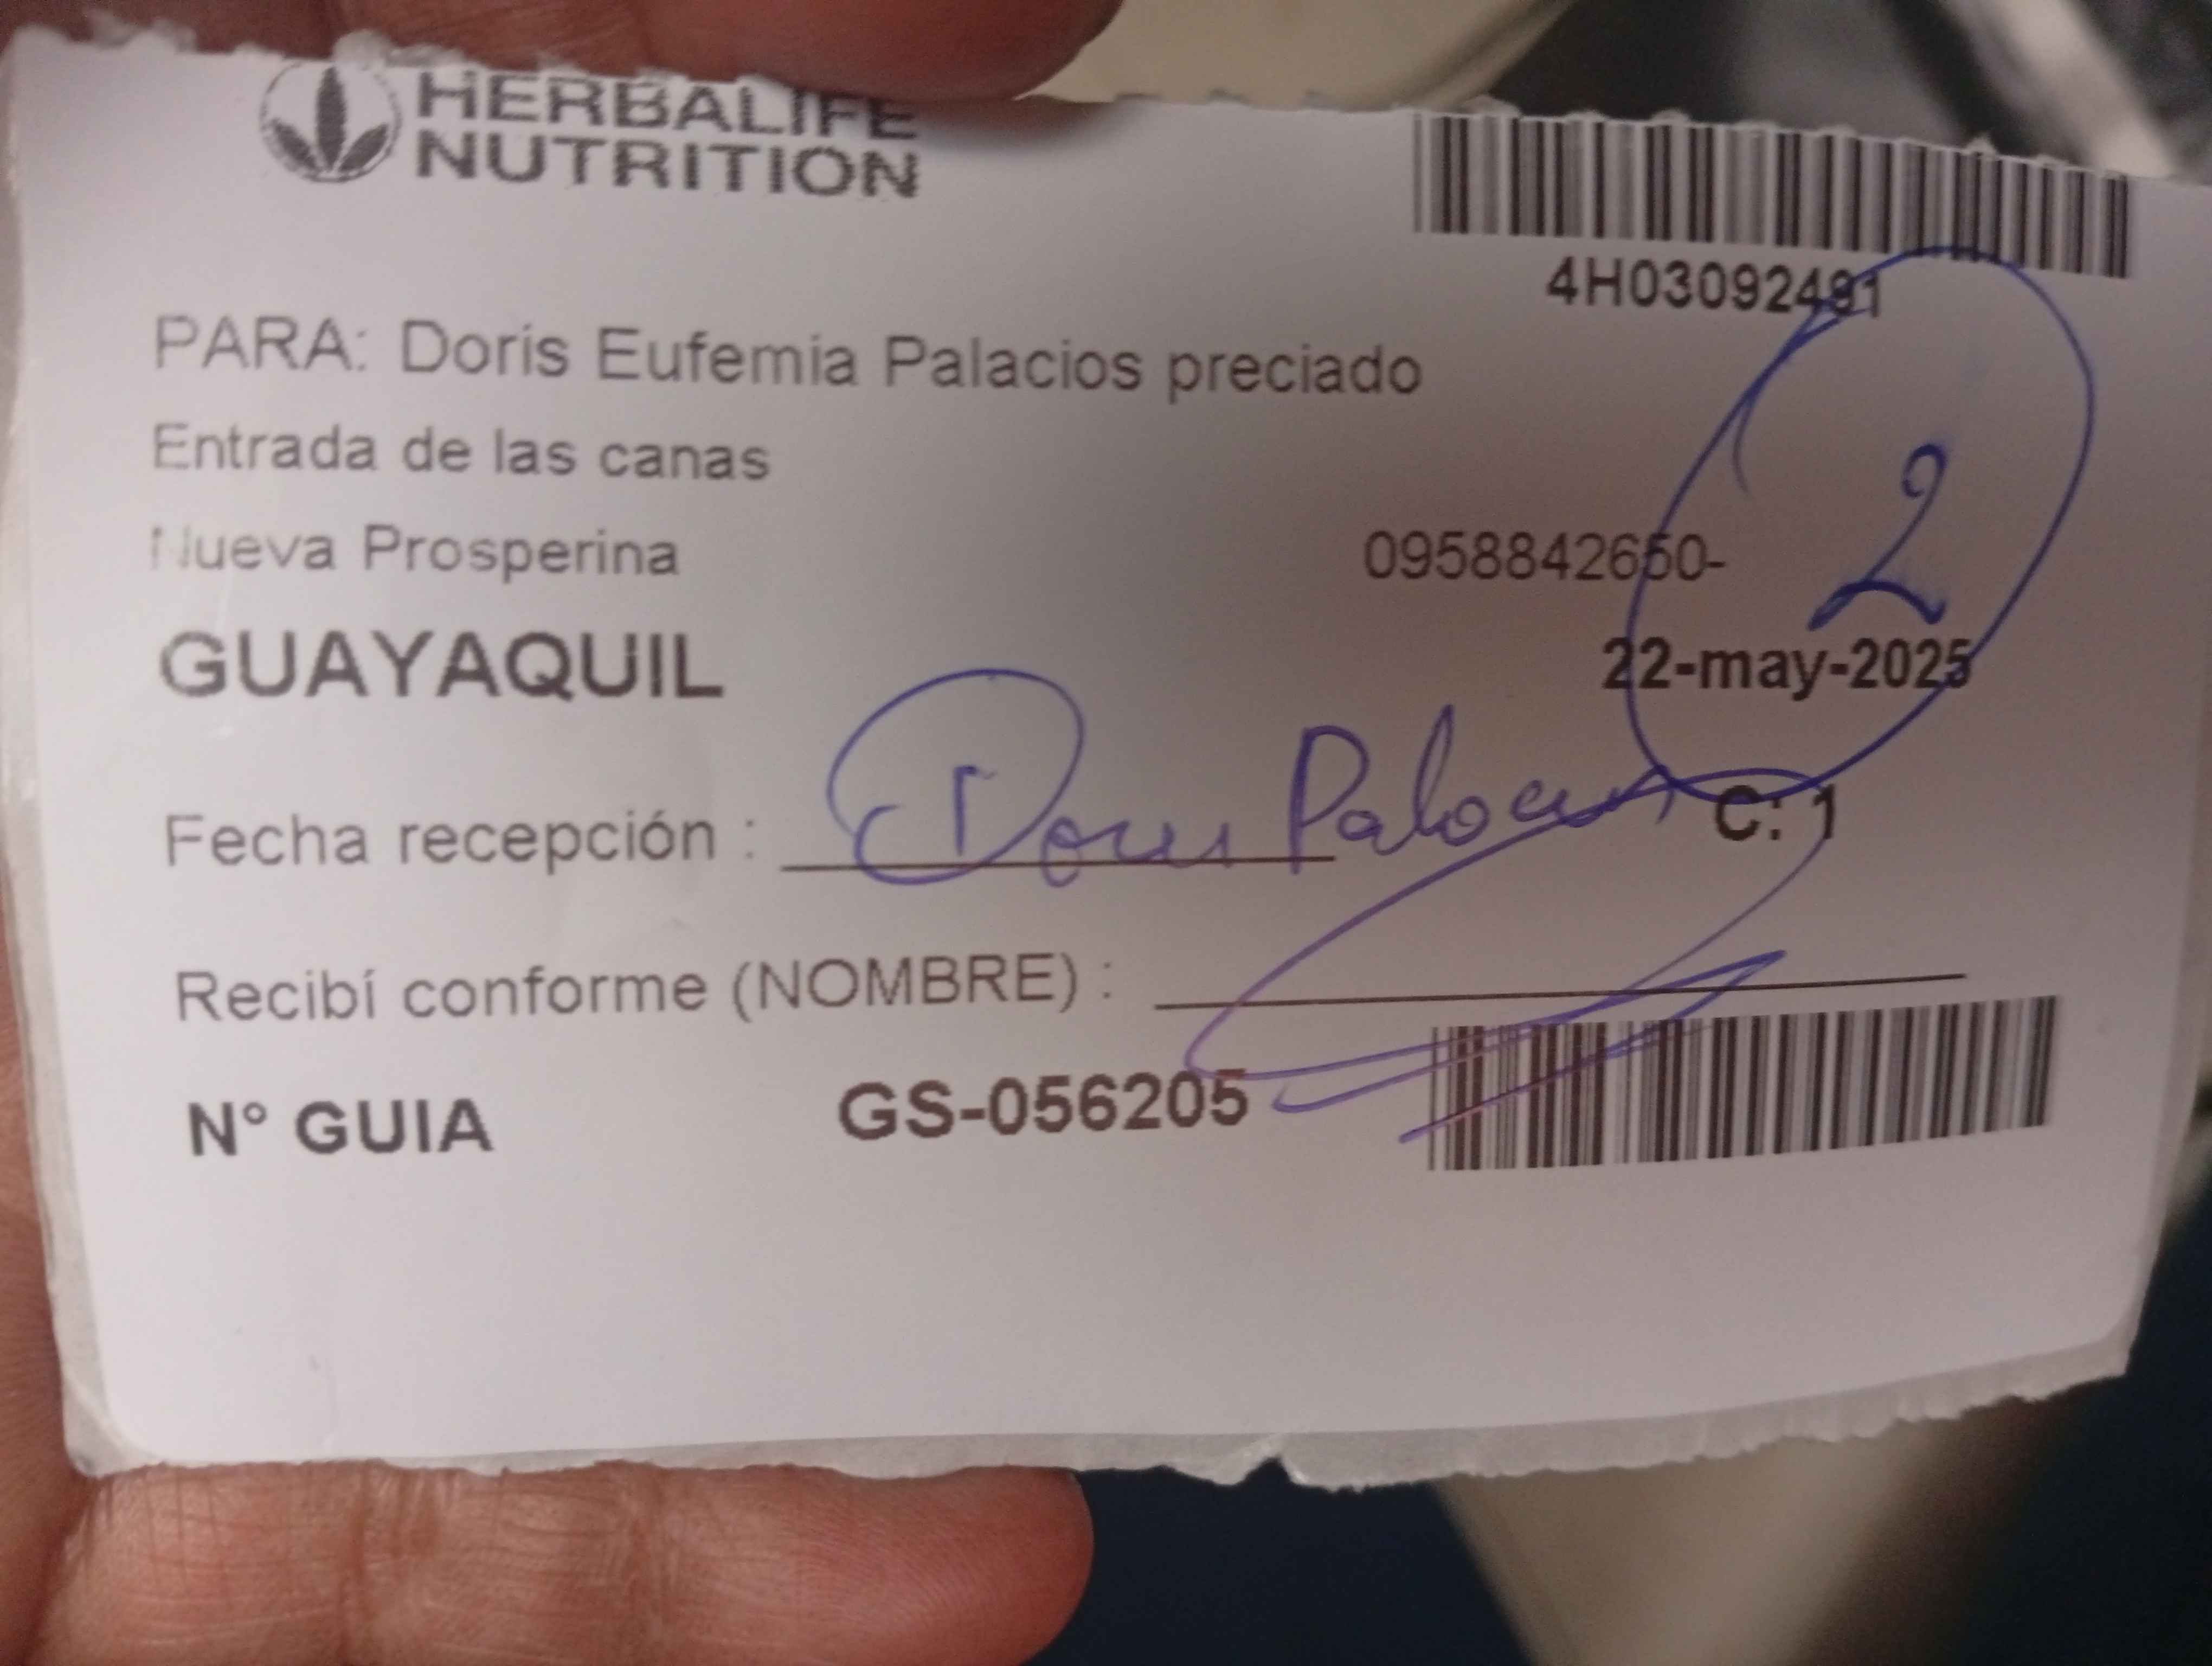 HERBALIFE
NUTRITION
4H03092491
PARA: Doris Eufemia Palacios preciado
Entrada de las canas
Nueva Prosperina
0958842650-
2
GUAYAQUIL
22-may-2025
Fecha recepción : Doris Palacios
C: 1
Recibí conforme (NOMBRE) :
N° GUIA GS-056205